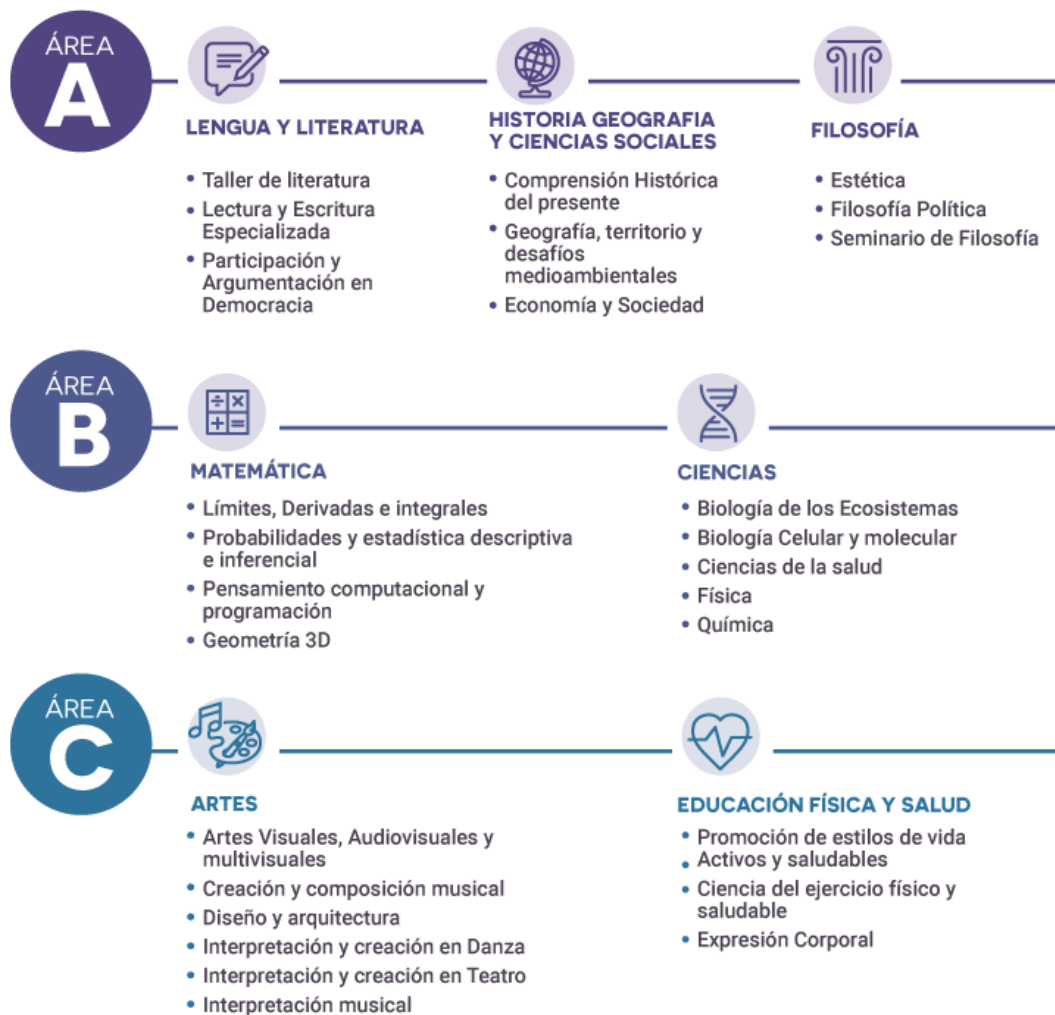 ÁREA
A
LENGUA Y LITERATURA
• Taller de literatura
• Lectura y Escritura
Especializada
• Participación y
Argumentación en
Democracia
HISTORIA GEOGRAFIA
Y CIENCIAS SOCIALES
• Comprensión Histórica
del presente
• Geografía, territorio y
desafíos
medioambientales
• Economía y Sociedad
FILOSOFÍA
• Estética
• Filosofía Política
• Seminario de Filosofía
ÁREA
B
MATEMÁTICA
• Límites, Derivadas e integrales
• Probabilidades y estadística descriptiva
e inferencial
• Pensamiento computacional y
programación
• Geometría 3D
CIENCIAS
• Biología de los Ecosistemas
• Biología Celular y molecular
• Ciencias de la salud
• Física
• Química
ÁREA
C
ARTES
• Artes Visuales, Audiovisuales y
multivisuales
• Creación y composición musical
• Diseño y arquitectura
• Interpretación y creación en Danza
• Interpretación y creación en Teatro
• Interpretación musical
EDUCACIÓN FÍSICA Y SALUD
• Promoción de estilos de vida
• Activos y saludables
• Ciencia del ejercicio físico y
saludable
• Expresión Corporal